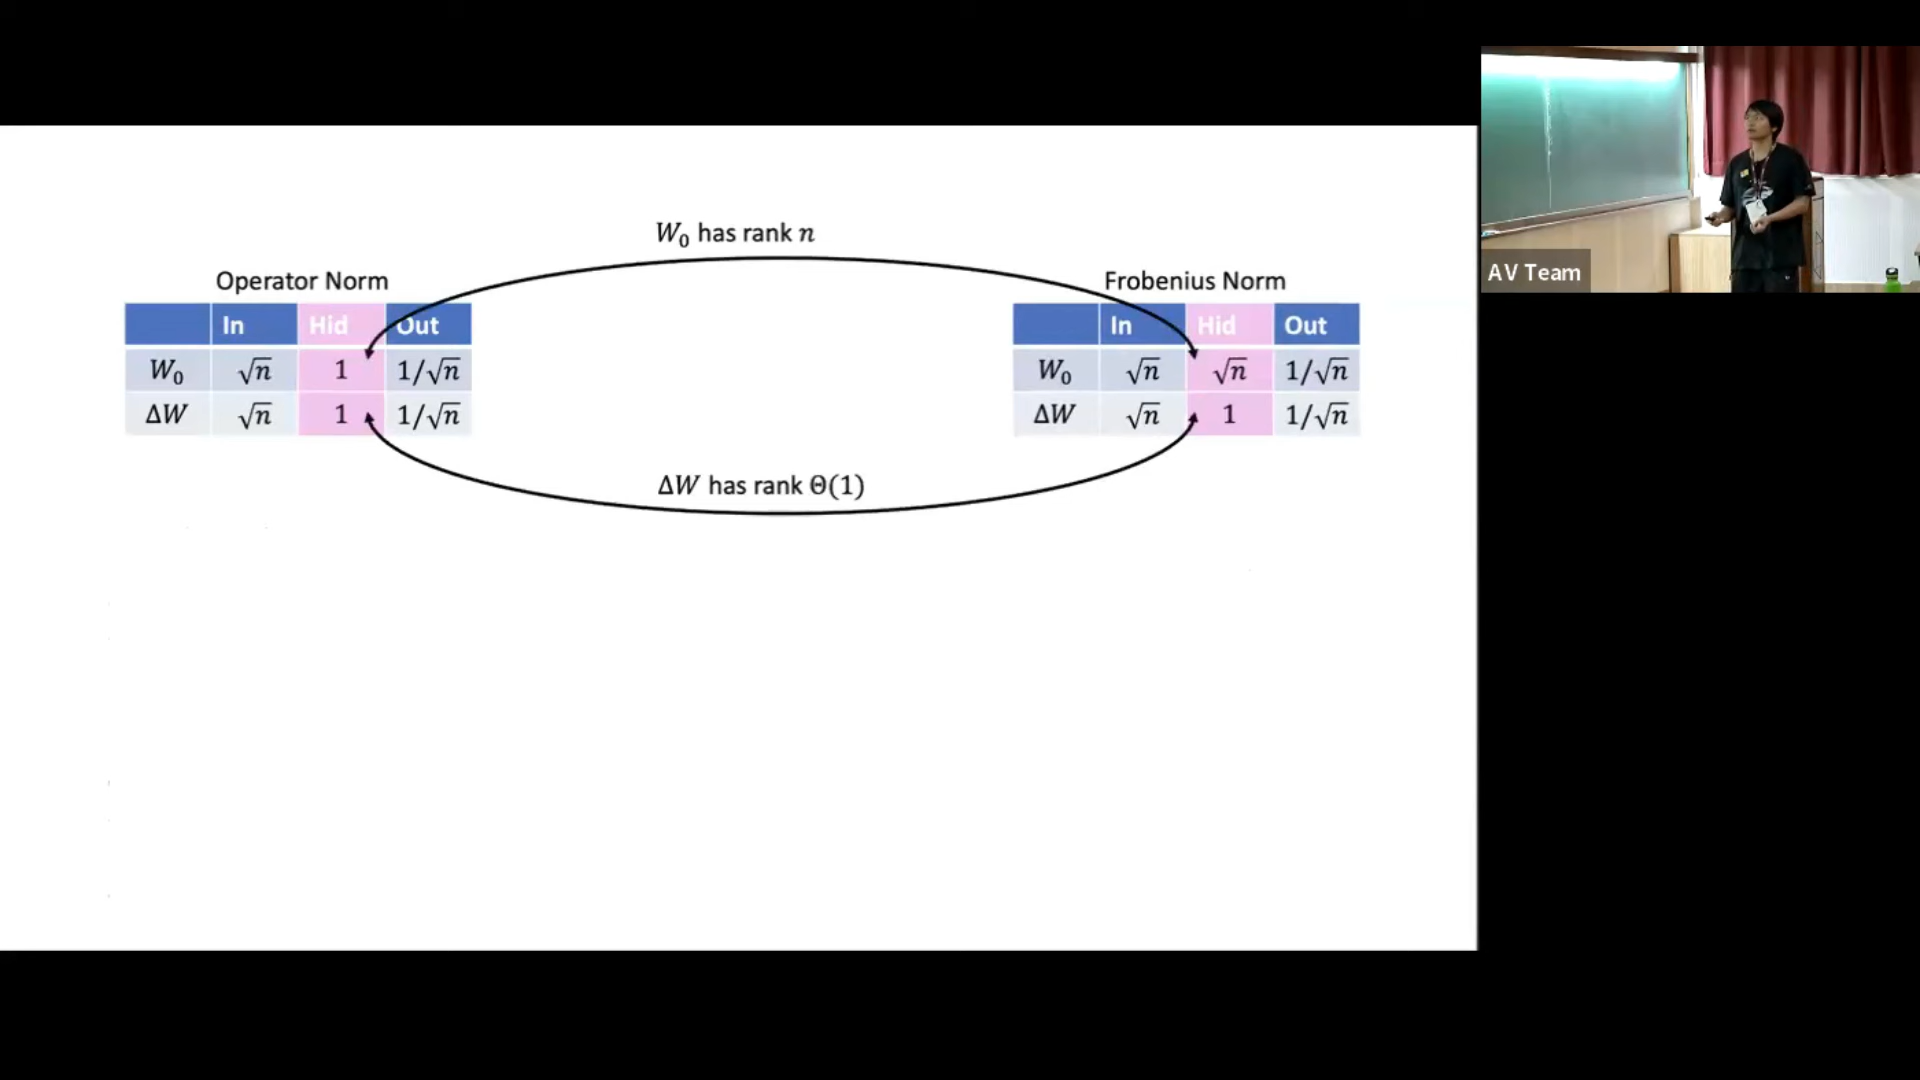 W₀ has rank n
Operator Norm
In Hid Out
W₀ √n 1 1/√n
ΔW √n 1 1/√n
Frobenius Norm
In Hid Out
W₀ √n √n 1/√n
ΔW √n 1 1/√n
ΔW has rank Θ(1)
AV Team